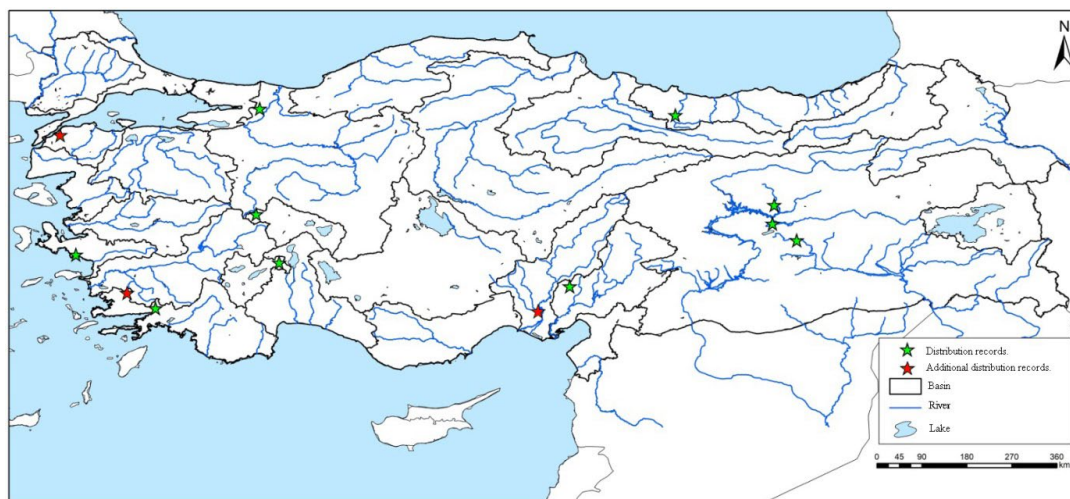 N
Distribution records.
Additional distribution records.
Basin
River
Lake
0 45 90 180 270 360
km